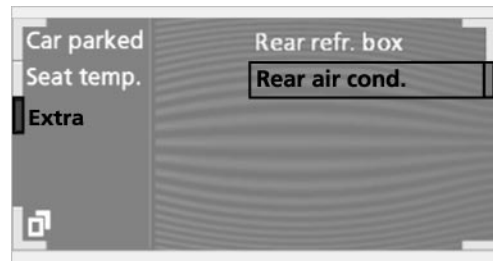 Car parked
Seat temp.
Extra
Rear refr. box
Rear air cond.